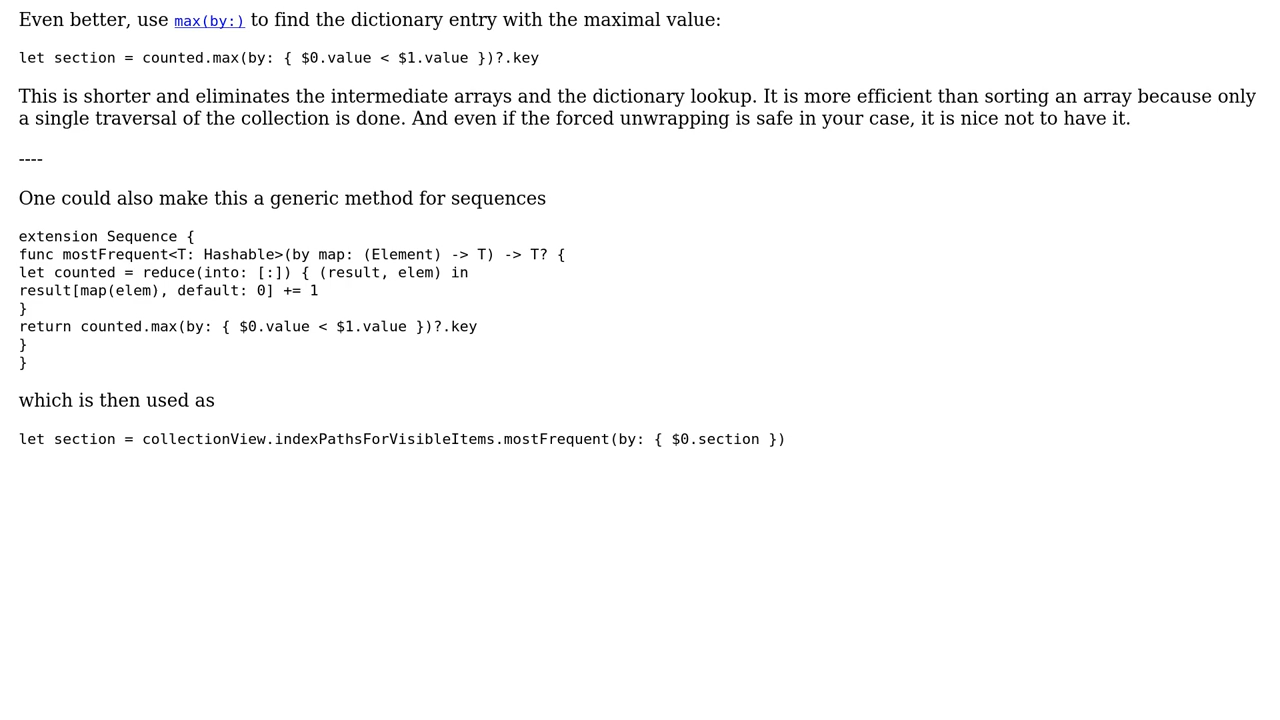 Even better, use max(by:) to find the dictionary entry with the maximal value:
let section = counted.max(by: { $0.value < $1.value })?.key
This is shorter and eliminates the intermediate arrays and the dictionary lookup. It is more efficient than sorting an array because only
a single traversal of the collection is done. And even if the forced unwrapping is safe in your case, it is nice not to have it.
----
One could also make this a generic method for sequences
extension Sequence {
func mostFrequent<T: Hashable>(by map: (Element) -> T) -> T? {
let counted = reduce(into: [:]) { (result, elem) in
result[map(elem), default: 0] += 1
}
return counted.max(by: { $0.value < $1.value })?.key
}
}
which is then used as
let section = collectionView.indexPathsForVisibleItems.mostFrequent(by: { $0.section })